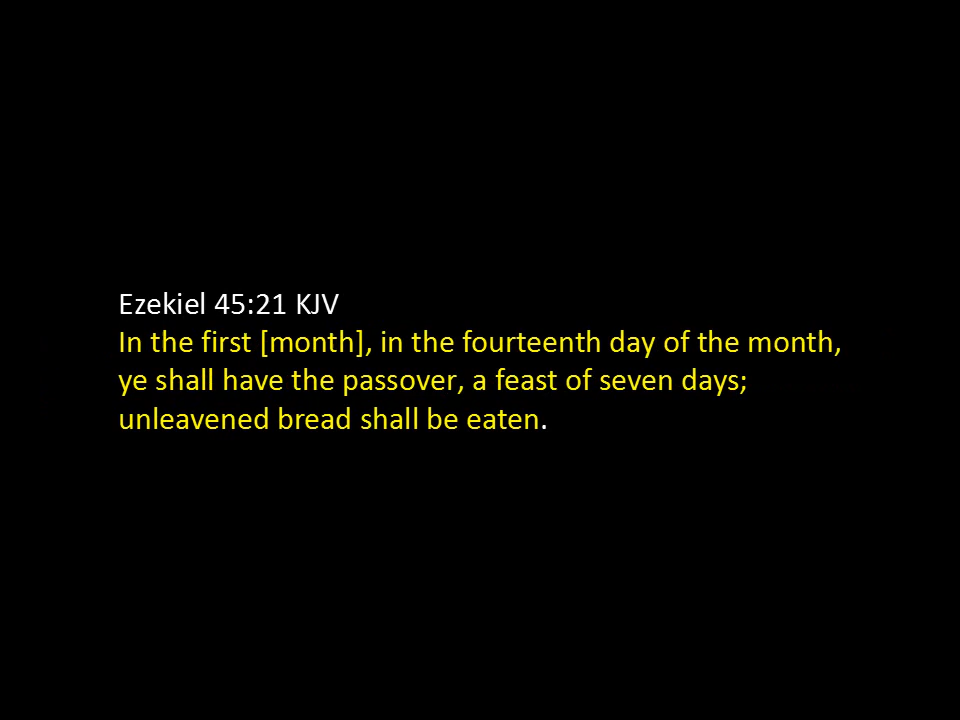 Ezekiel 45:21 KJV
In the first [month], in the fourteenth day of the month,
ye shall have the passover, a feast of seven days;
unleavened bread shall be eaten.